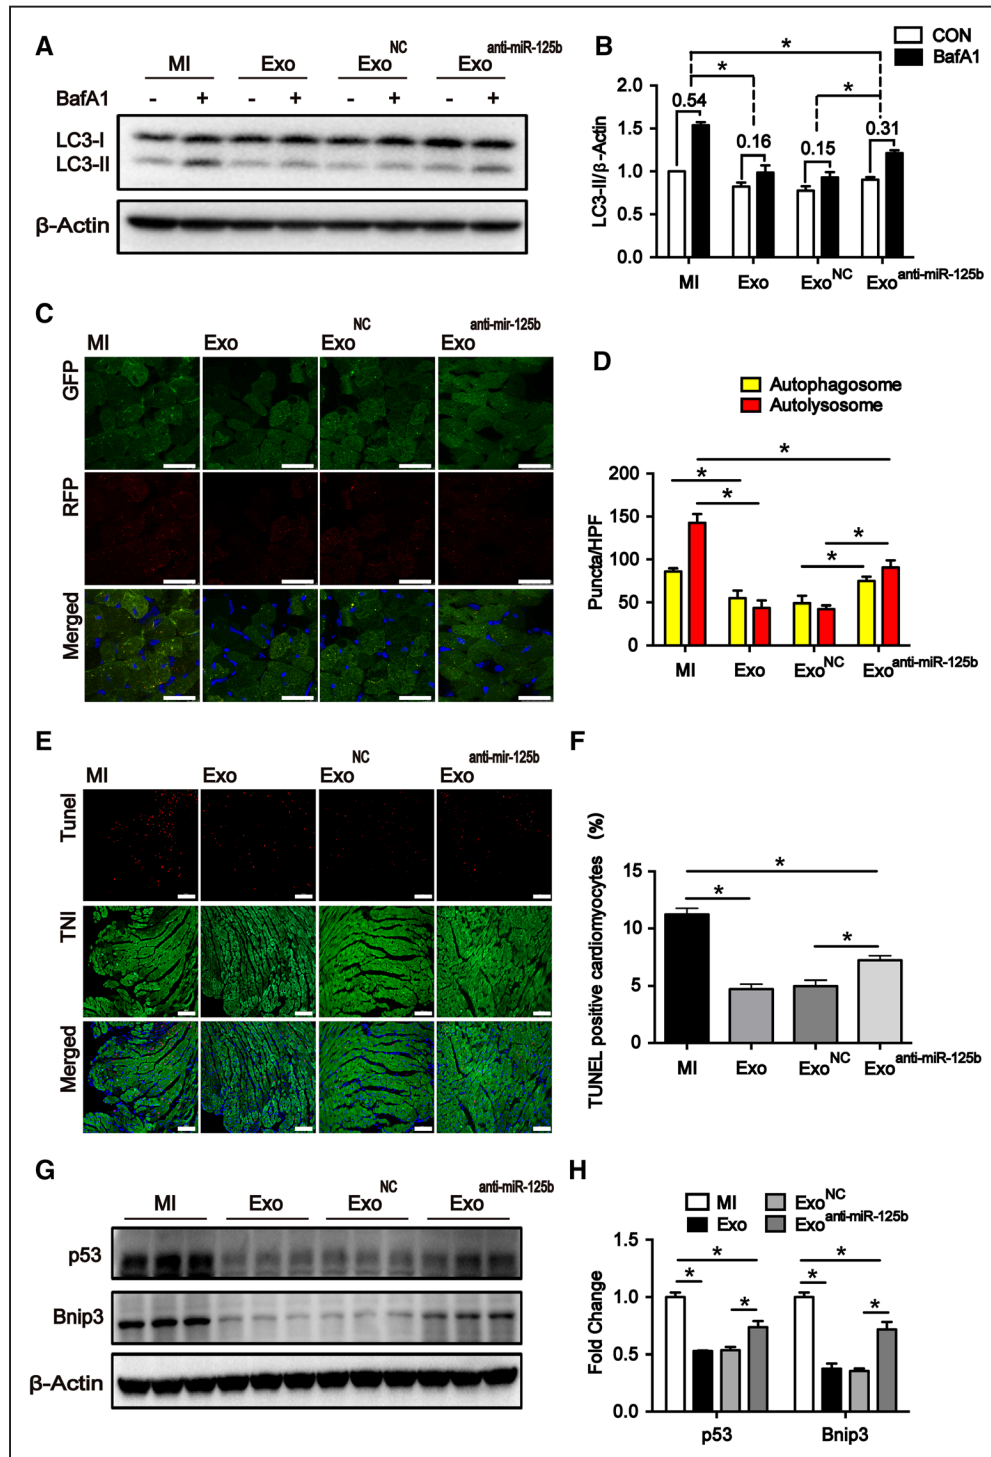 A
MI Exo Exo NC Exo anti-miR-125b
BafA1 - + - + - + - +
LC3-I
LC3-II
β-Actin
B
CON
BafA1
* * *
0.54 0.16 0.15 0.31
LC3-II/β-Actin
2.0
1.5
1.0
0.5
0.0
MI Exo Exo NC Exo anti-miR-125b
C
MI Exo Exo NC Exo anti-mir-125b
GFP
RFP
Merged
D
Autophagosome
Autolysosome
* * * * *
Puncta/HPF
200
150
100
50
0
MI Exo Exo NC Exo anti-miR-125b
E
MI Exo Exo NC Exo anti-mir-125b
Tunel
TNI
Merged
F
TUNEL positive cardiomyocytes (%)
* * *
15
10
5
0
MI Exo Exo NC Exo anti-miR-125b
G
MI Exo Exo NC Exo anti-miR-125b
p53
Bnip3
β-Actin
H
MI Exo NC
Exo Exo anti-miR-125b
* * * * * *
Fold Change
1.5
1.0
0.5
0.0
p53 Bnip3